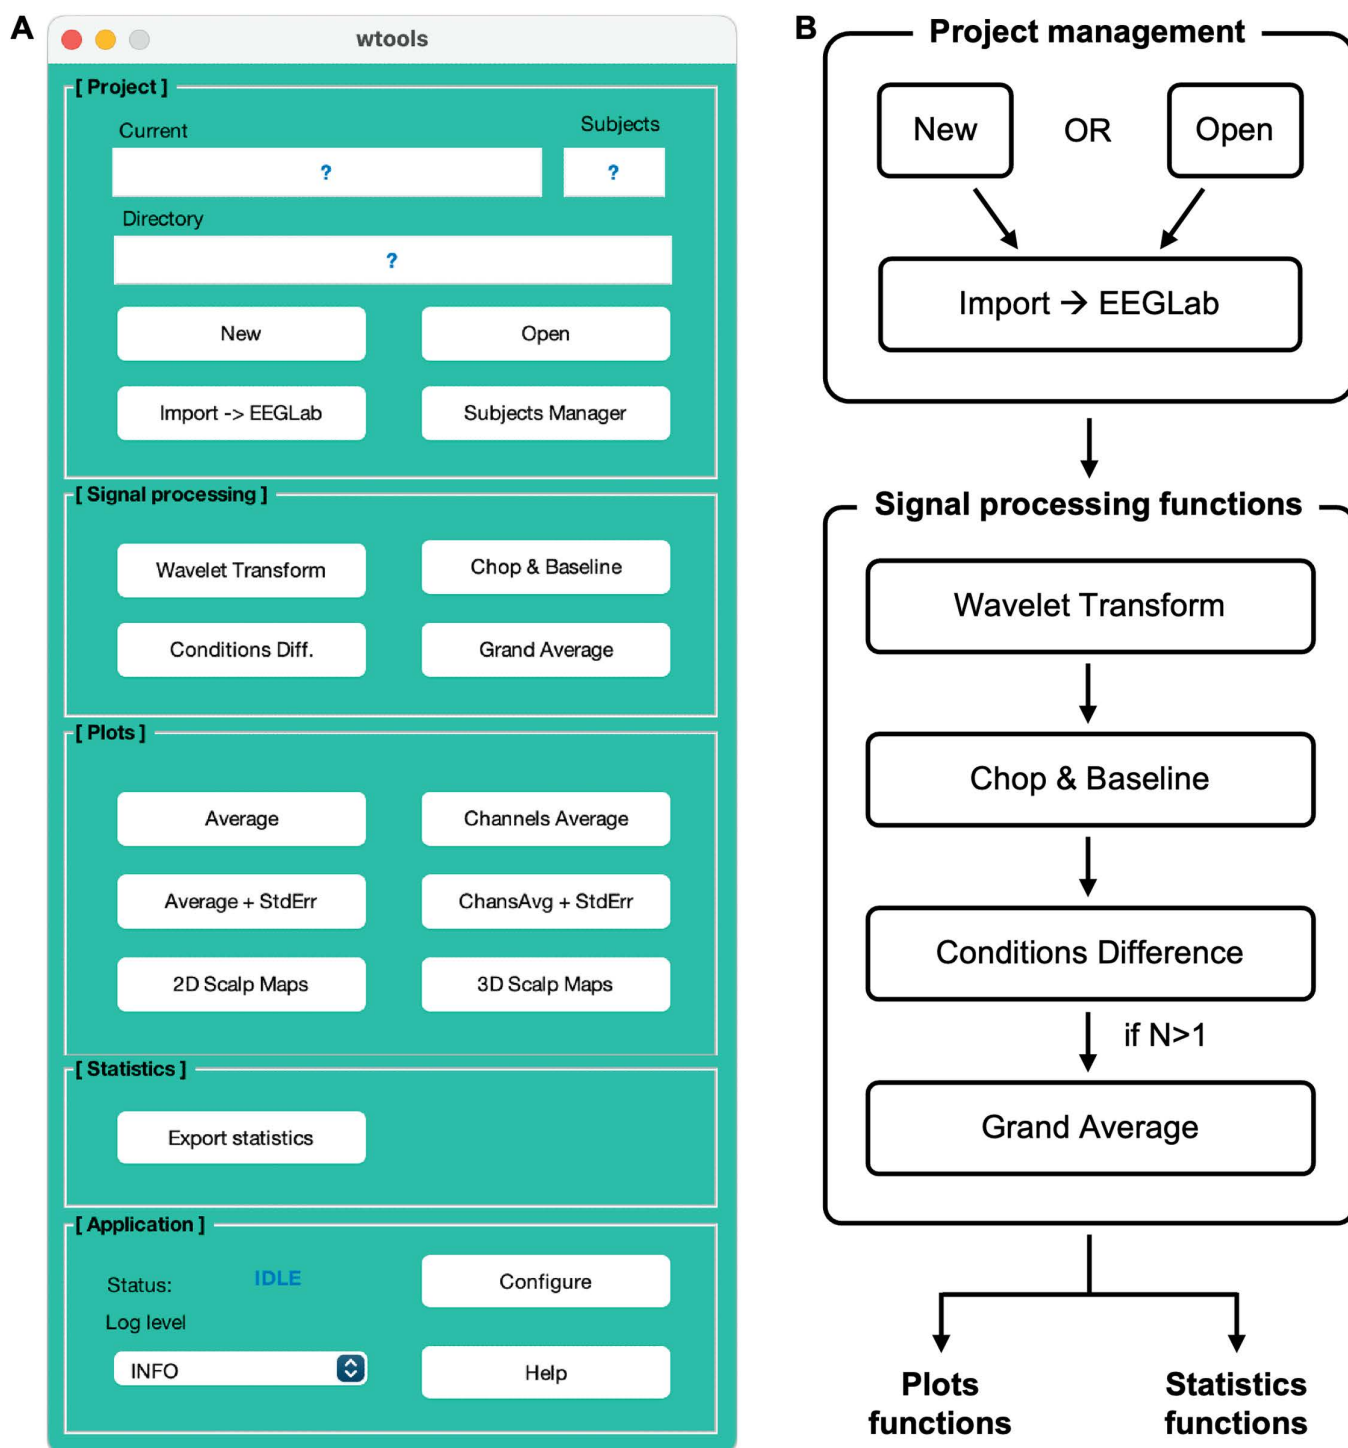 A
wtools
[ Project ]
Current
Subjects
?
?
Directory
?
New
Open
Import -> EEGLab
Subjects Manager
[ Signal processing ]
Wavelet Transform
Chop & Baseline
Conditions Diff.
Grand Average
[ Plots ]
Average
Channels Average
Average + StdErr
ChansAvg + StdErr
2D Scalp Maps
3D Scalp Maps
[ Statistics ]
Export statistics
[ Application ]
Status:
IDLE
Configure
Log level
INFO
Help
B
Project management
New
OR
Open
Import → EEGLab
Signal processing functions
Wavelet Transform
Chop & Baseline
Conditions Difference
if N>1
Grand Average
Plots
functions
Statistics
functions